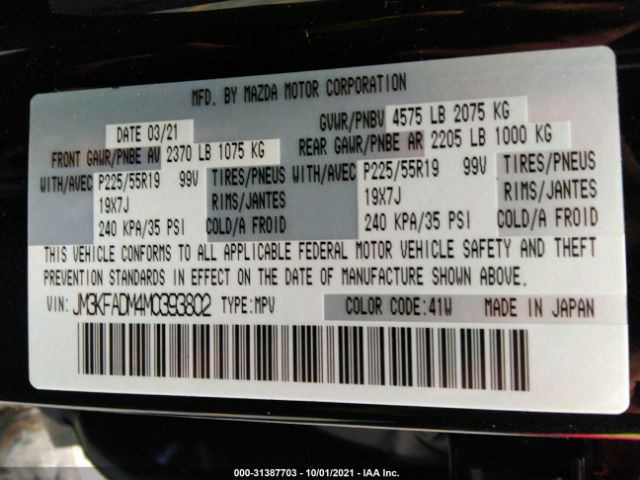 MFD. BY MAZDA MOTOR CORPORATION
DATE 03/21 GVWR/PNBV 4575 LB 2075 KG
FRONT GAWR/PNBE AV 2370 LB 1075 KG REAR GAWR/PNBE AR 2205 LB 1000 KG
WITH/AVEC P225/55R19 99V TIRES/PNEUS P225/55R19 99V TIRES/PNEUS
19X7J RIMS/JANTES 19X7J RIMS/JANTES
240 KPA/35 PSI COLD/A FROID 240 KPA/35 PSI COLD/A FROID
THIS VEHICLE CONFORMS TO ALL APPLICABLE FEDERAL MOTOR VEHICLE SAFETY AND THEFT
PREVENTION STANDARDS IN EFFECT ON THE DATE OF MANUFACTURE SHOWN ABOVE.
VIN: JM3KFADM4M0393802 TYPE:MPV COLOR CODE:41W MADE IN JAPAN
000-31387703 - 10/01/2021 - IAA Inc.